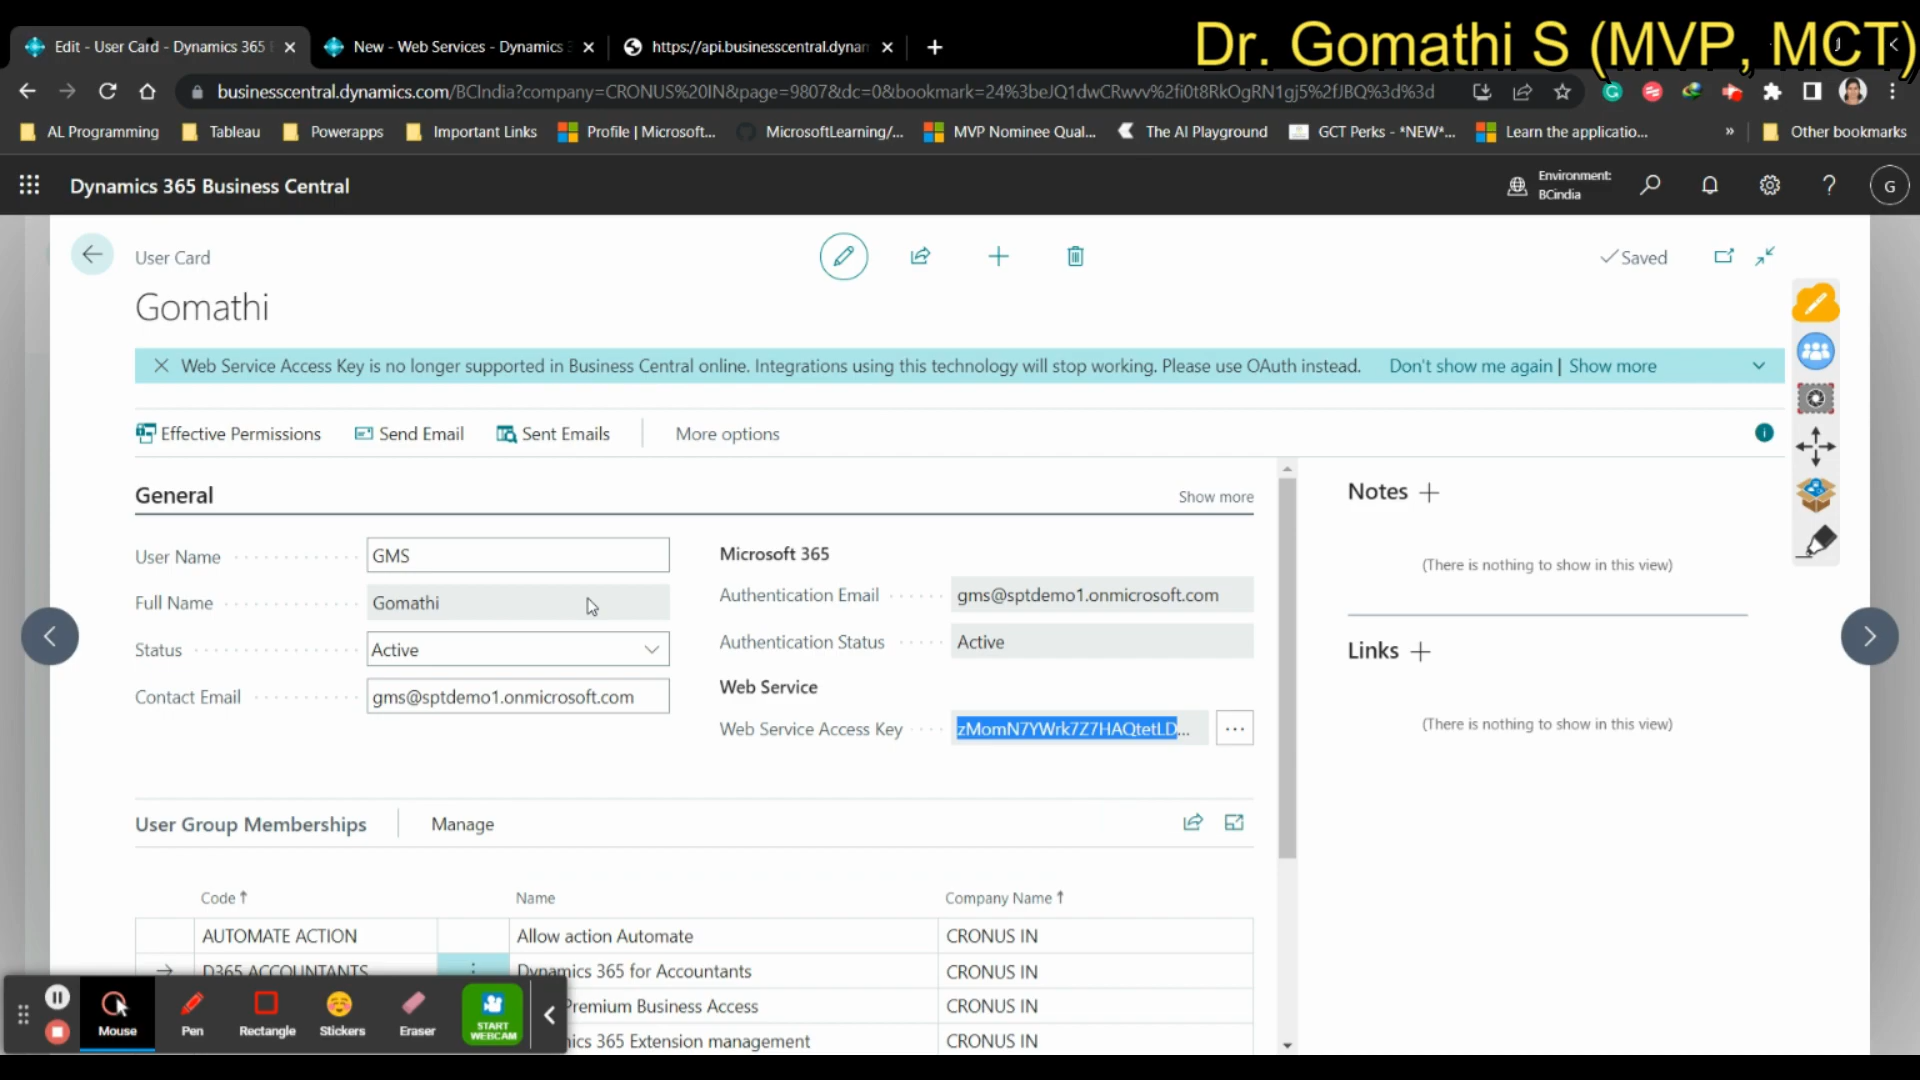 Dr. Gomathi S (MVP, MCT)
Edit - User Card - Dynamics 365
New - Web Services - Dynamics
https://api.businesscentral.dynam
businesscentral.dynamics.com/BCIndia?company=CRONUS%20IN&page=9807&dc=0&bookmark=24%3beJQ1dwCRwvv%2fi0t8RkOgRN1gj5%2fJBQ%3d%3d
AL Programming
Tableau
Powerapps
Important Links
Profile | Microsoft...
MicrosoftLearning/...
MVP Nominee Qual...
The AI Playground
GCT Perks - *NEW*...
Learn the applicatio...
»
Other bookmarks
Dynamics 365 Business Central
Environment:
BCindia
G
User Card
Saved
Gomathi
Web Service Access Key is no longer supported in Business Central online. Integrations using this technology will stop working. Please use OAuth instead. Don't show me again | Show more
Effective Permissions
Send Email
Sent Emails
More options
General
Show more
User Name
GMS
Full Name
Gomathi
Status
Active
Contact Email
gms@sptdemo1.onmicrosoft.com
Microsoft 365
Authentication Email
gms@sptdemo1.onmicrosoft.com
Authentication Status
Active
Web Service
Web Service Access Key
zMomN7YWrk7Z7HAQtetLD...
Notes
(There is nothing to show in this view)
Links
(There is nothing to show in this view)
User Group Memberships
Manage
Code↑ Name Company Name↑
AUTOMATE ACTION Allow action Automate CRONUS IN
D365 ACCOUNTANTS Dynamics 365 for Accountants CRONUS IN
Premium Business Access CRONUS IN
ics 365 Extension management CRONUS IN
Mouse
Pen
Rectangle
Stickers
Eraser
START
WEBCAM